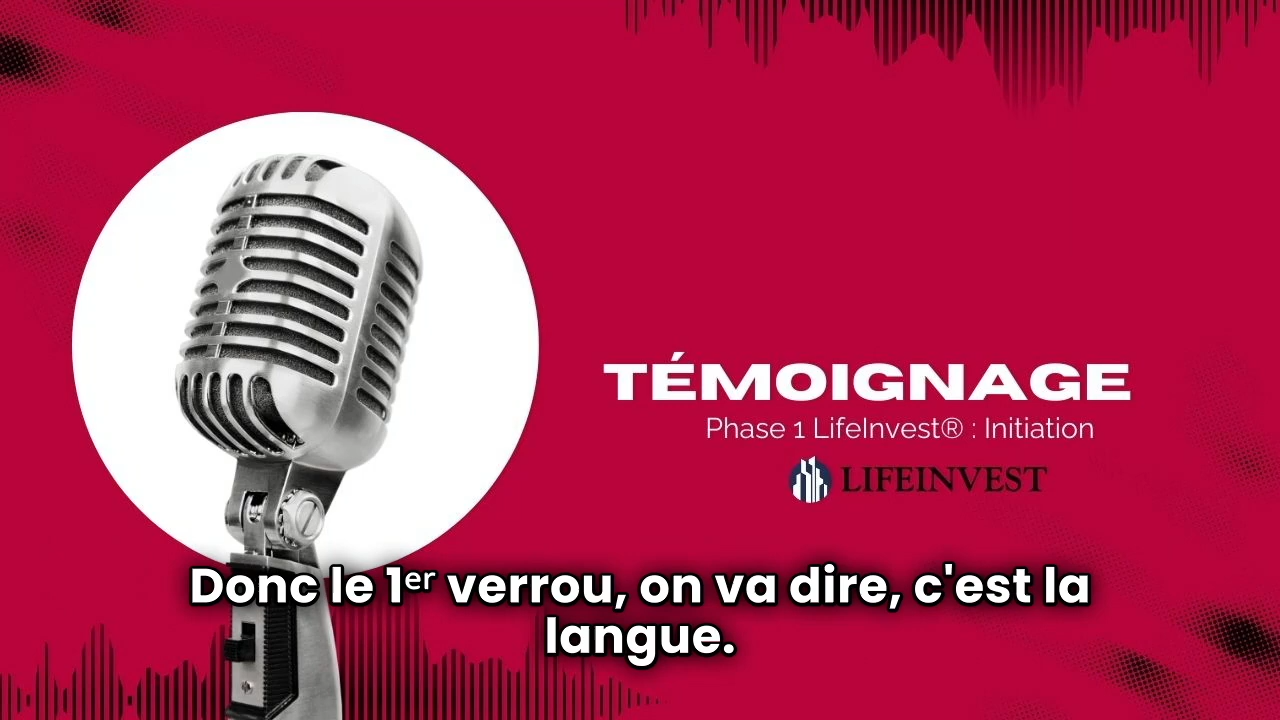 TÉMOIGNAGE
Phase 1 LifeInvest® : Initiation
LIFEINVEST
Donc le 1ᵉʳ verrou, on va dire, c'est la
langue.